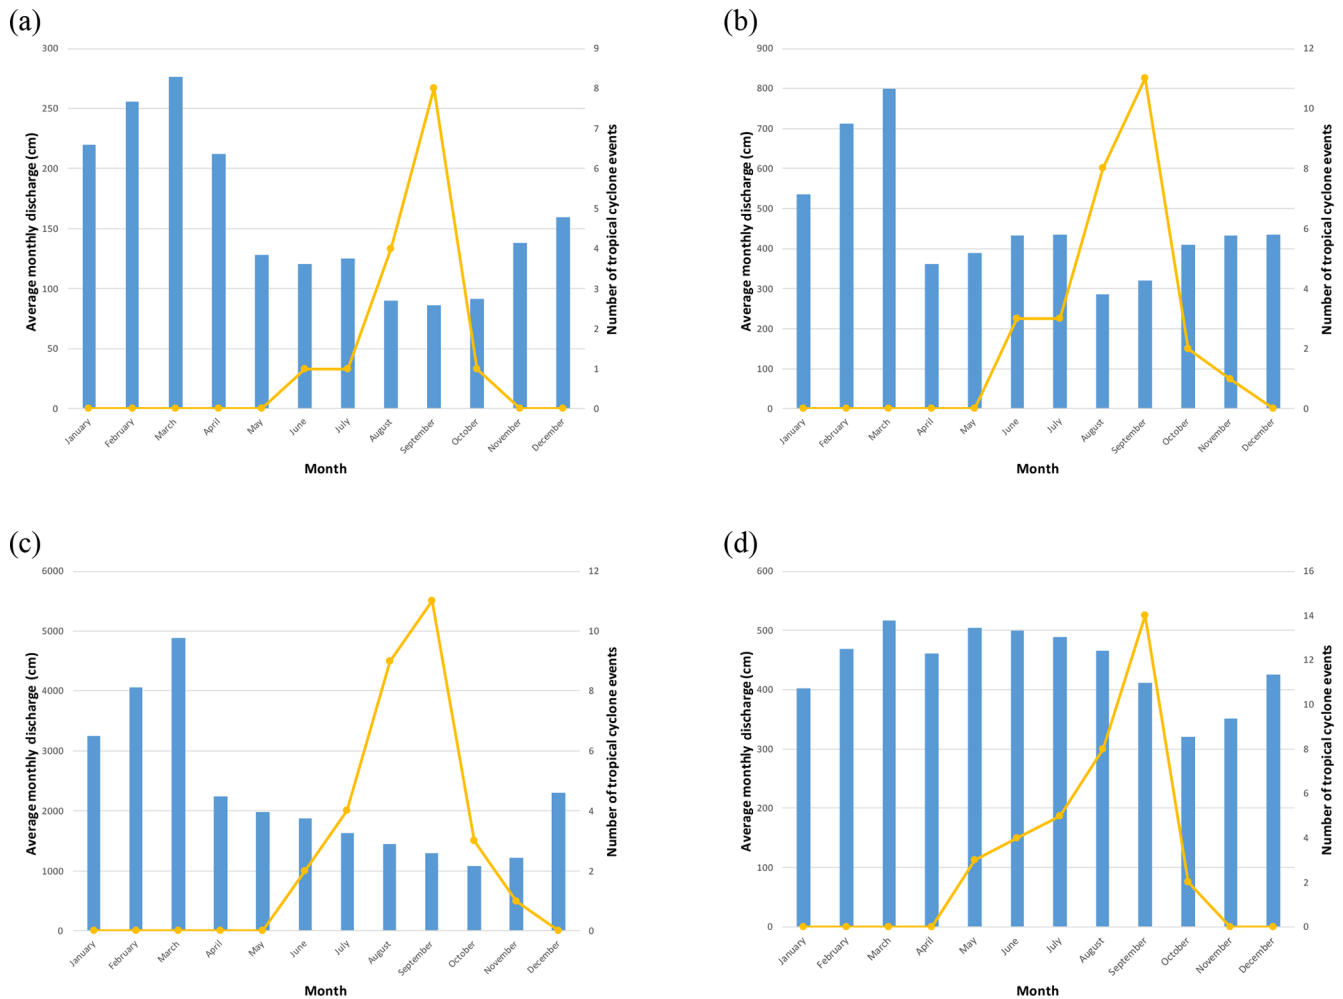 (a)
300
250
200
150
100
50
0
9
8
7
6
5
4
3
2
1
0
Average monthly discharge (cm)
Number of tropical cyclone events
January
February
March
April
May
June
July
August
September
October
November
December
Month
(b)
900
800
700
600
500
400
300
200
100
0
12
10
8
6
4
2
0
Average monthly discharge (cm)
Number of tropical cyclone events
January
February
March
April
May
June
July
August
September
October
November
December
Month
(c)
6000
5000
4000
3000
2000
1000
0
12
10
8
6
4
2
0
Average monthly discharge (cm)
Number of tropical cyclone events
January
February
March
April
May
June
July
August
September
October
November
December
Month
(d)
600
500
400
300
200
100
0
16
14
12
10
8
6
4
2
0
Average monthly discharge (cm)
Number of tropical cyclone events
January
February
March
April
May
June
July
August
September
October
November
December
Month